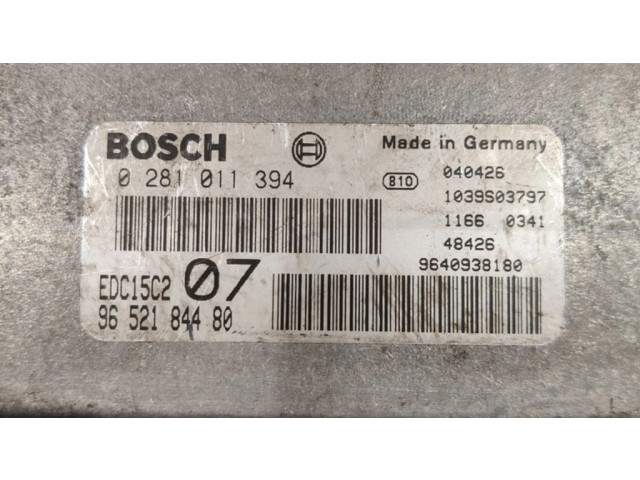 BOSCH
Made in Germany
0 281 011 394
810
040426
1039S03797
1166 0341
48426
9640938180
EDC15C2 07
96 521 844 80